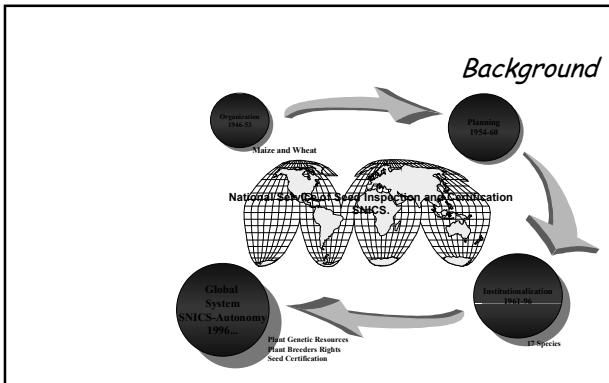 Background
Organization
1946-53
Maize and Wheat
Planning
1954-60
National Service of Seed Inspection and Certification
SNICS.
Institutionalization
1961-96
17 Species
Global
System
SNICS-Autonomy
1996...
Plant Genetic Resources
Plant Breeders Rights
Seed Certification